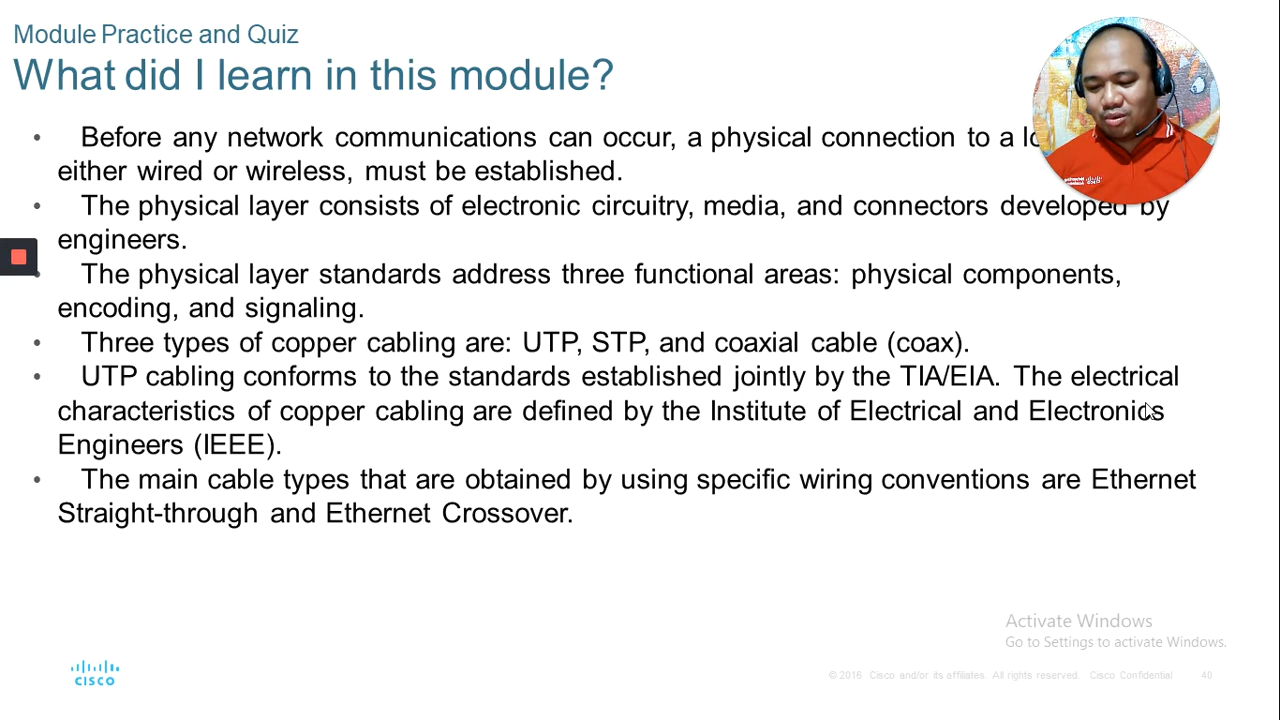 Module Practice and Quiz
What did I learn in this module?
• Before any network communications can occur, a physical connection to a
either wired or wireless, must be established.
• The physical layer consists of electronic circuitry, media, and connectors developed by
engineers.
• The physical layer standards address three functional areas: physical components,
encoding, and signaling.
• Three types of copper cabling are: UTP, STP, and coaxial cable (coax).
• UTP cabling conforms to the standards established jointly by the TIA/EIA. The electrical
characteristics of copper cabling are defined by the Institute of Electrical and Electronics
Engineers (IEEE).
• The main cable types that are obtained by using specific wiring conventions are Ethernet
Straight-through and Ethernet Crossover.
Activate Windows
Go to Settings to activate Windows.
CISCO
© 2016 Cisco and/or its affiliates. All rights reserved. Cisco Confidential 40